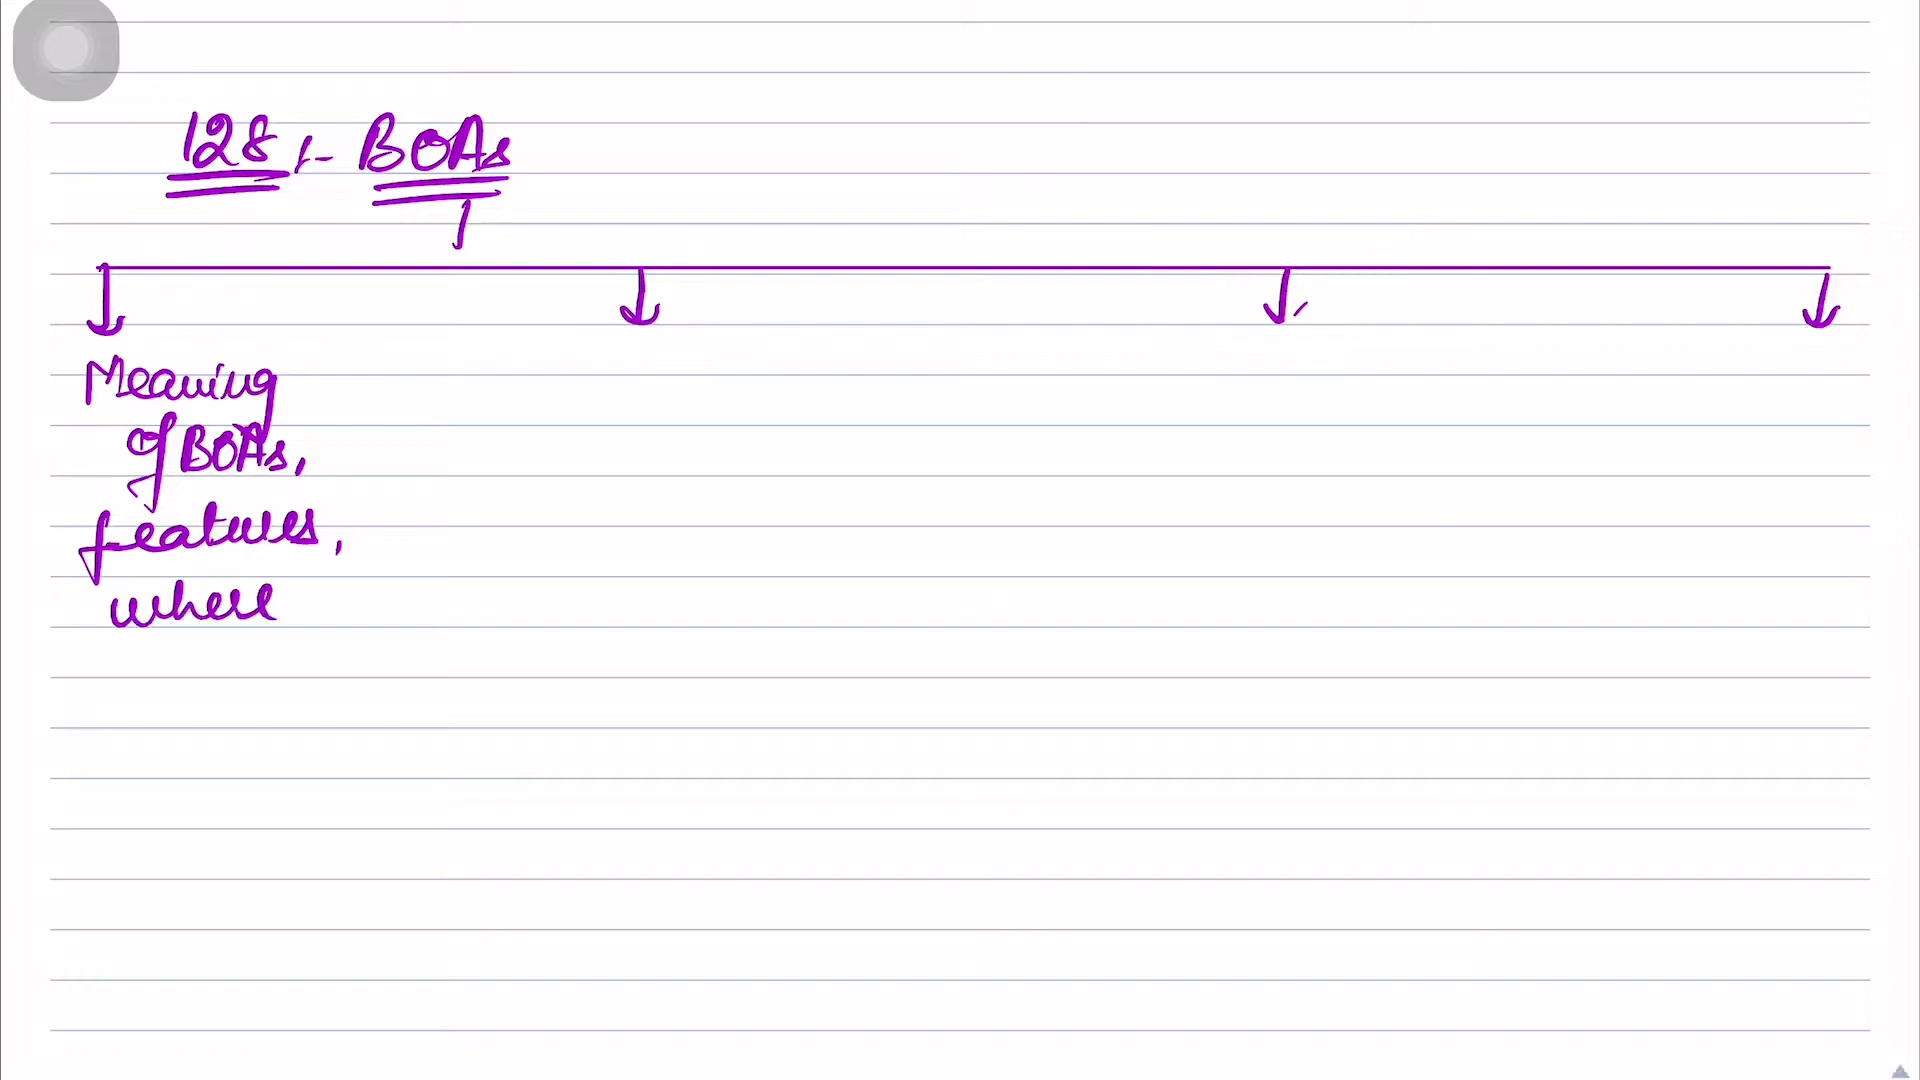 128 :- BOAs
Meaning
of BOAs,
features,
where